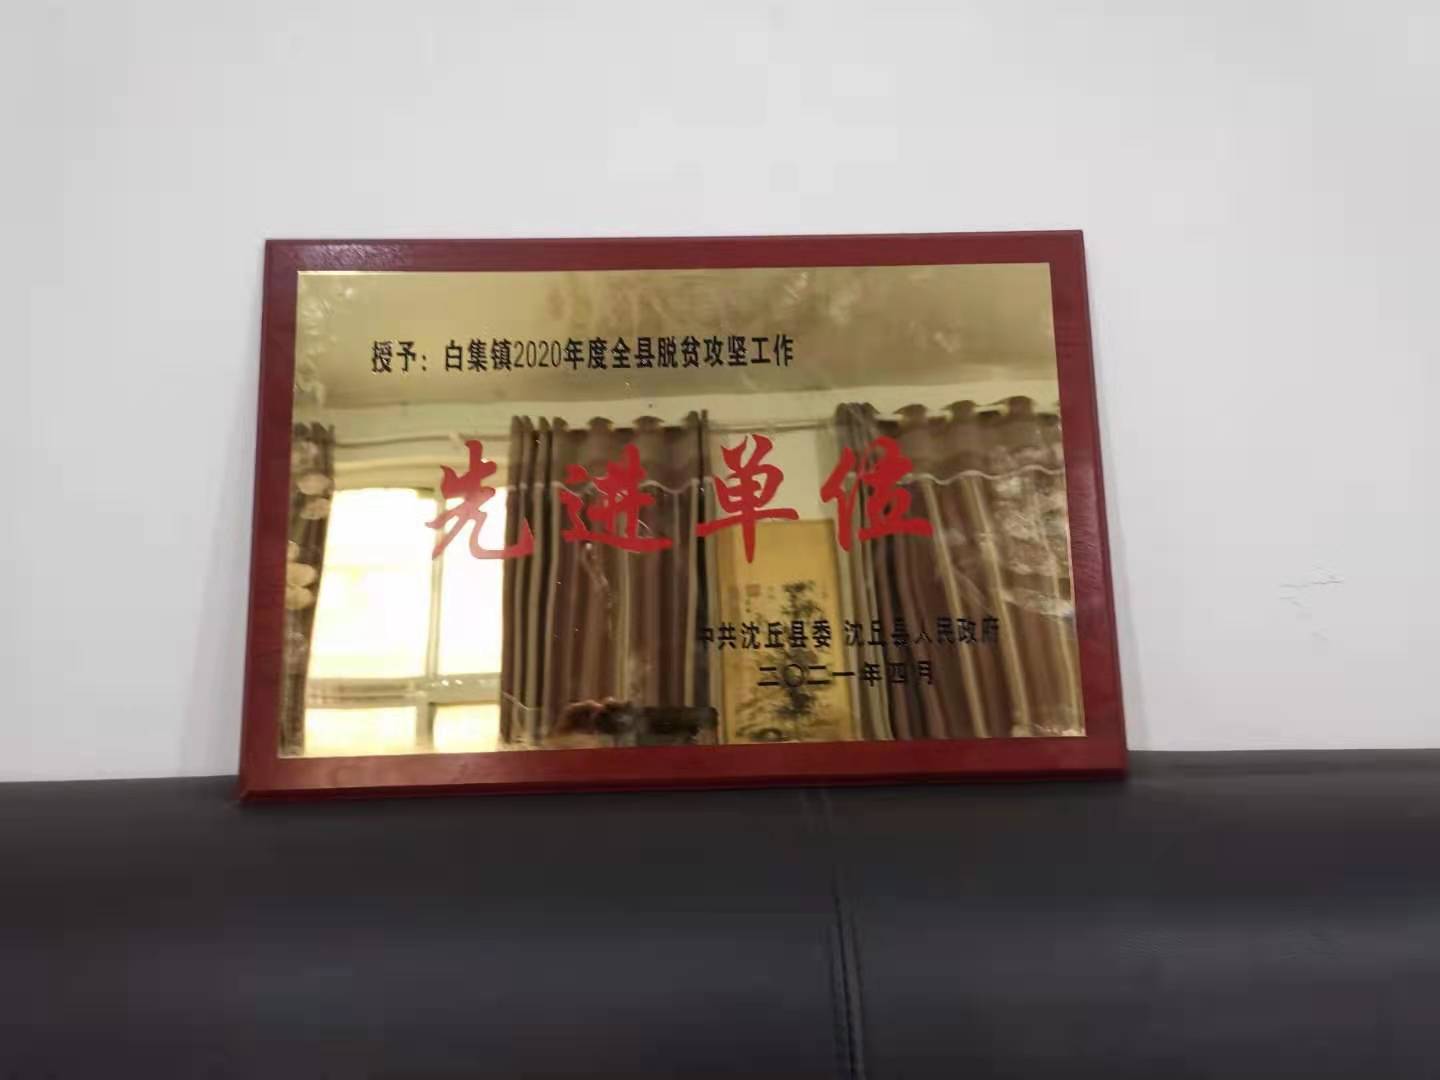 授予：白集镇2020年度全县脱贫攻坚工作
先进单位
中共沈丘县委 沈丘县人民政府
二〇二一年四月